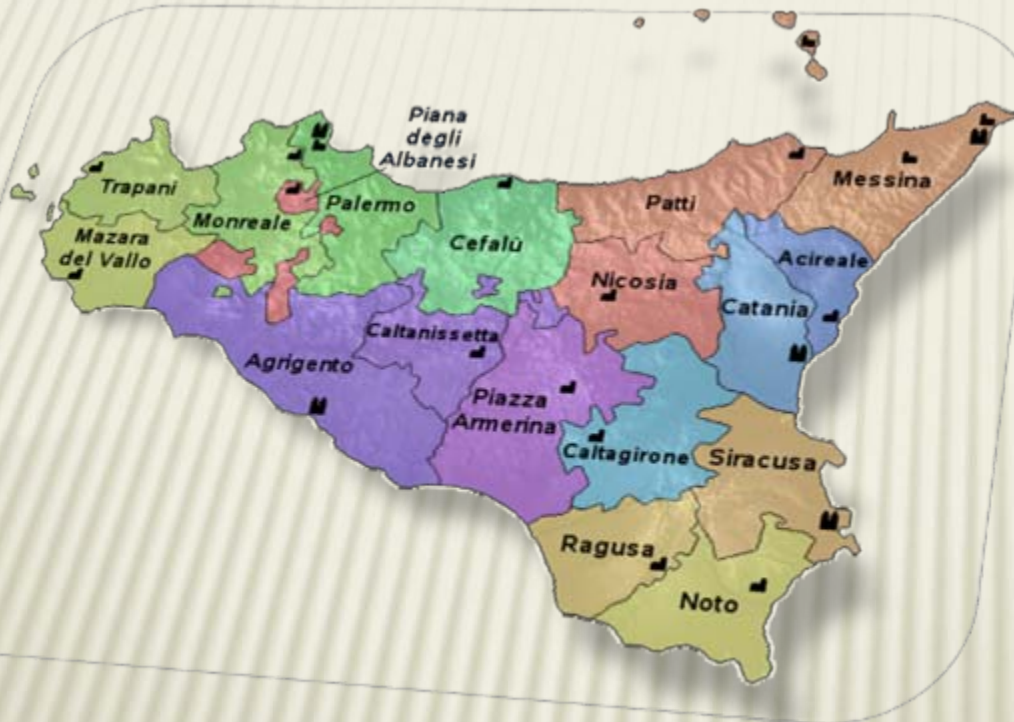 Piana
degli
Albanesi
Trapani
Monreale
Palermo
Mazara
del Vallo
Cefalù
Patti
Messina
Nicosia
Acireale
Catania
Caltanissetta
Agrigento
Piazza
Armerina
Caltagirone
Siracusa
Ragusa
Noto